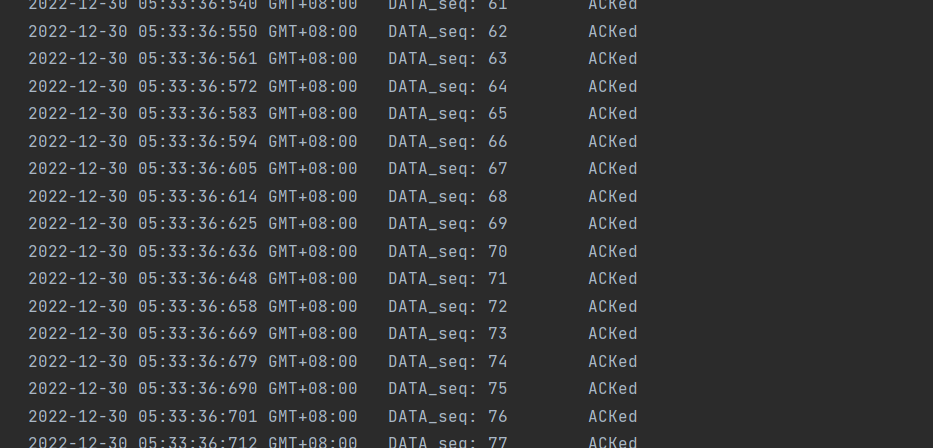 2022-12-30 05:33:36:540 GMT+08:00   DATA_seq: 61        ACKed
2022-12-30 05:33:36:550 GMT+08:00   DATA_seq: 62        ACKed
2022-12-30 05:33:36:561 GMT+08:00   DATA_seq: 63        ACKed
2022-12-30 05:33:36:572 GMT+08:00   DATA_seq: 64        ACKed
2022-12-30 05:33:36:583 GMT+08:00   DATA_seq: 65        ACKed
2022-12-30 05:33:36:594 GMT+08:00   DATA_seq: 66        ACKed
2022-12-30 05:33:36:605 GMT+08:00   DATA_seq: 67        ACKed
2022-12-30 05:33:36:614 GMT+08:00   DATA_seq: 68        ACKed
2022-12-30 05:33:36:625 GMT+08:00   DATA_seq: 69        ACKed
2022-12-30 05:33:36:636 GMT+08:00   DATA_seq: 70        ACKed
2022-12-30 05:33:36:648 GMT+08:00   DATA_seq: 71        ACKed
2022-12-30 05:33:36:658 GMT+08:00   DATA_seq: 72        ACKed
2022-12-30 05:33:36:669 GMT+08:00   DATA_seq: 73        ACKed
2022-12-30 05:33:36:679 GMT+08:00   DATA_seq: 74        ACKed
2022-12-30 05:33:36:690 GMT+08:00   DATA_seq: 75        ACKed
2022-12-30 05:33:36:701 GMT+08:00   DATA_seq: 76        ACKed
2022-12-30 05:33:36:712 GMT+08:00   DATA_seq: 77        ACKed